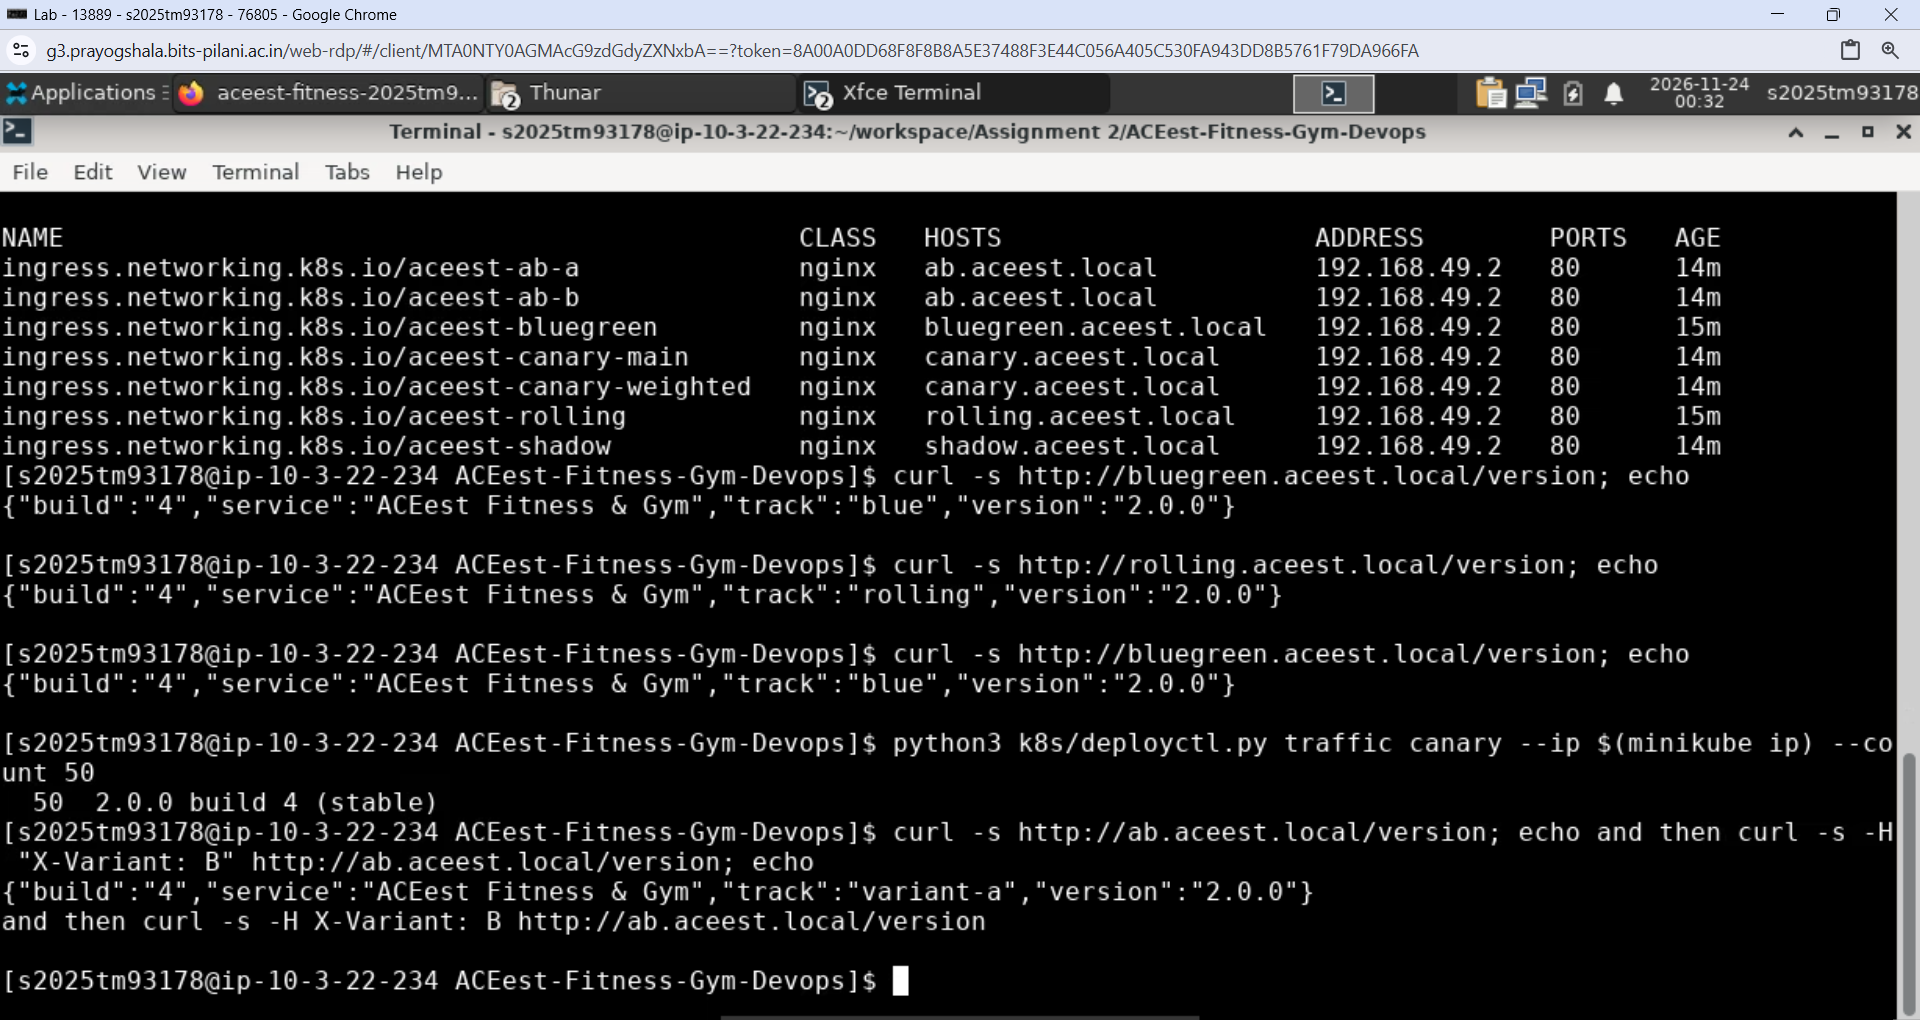 Lab - 13889 - s2025tm93178 - 76805 - Google Chrome
g3.prayogshala.bits-pilani.ac.in/web-rdp/#/client/MTA0NTY0AGMAcG9zdGdyZXNxbA==?token=8A00A0DD68F8F8B8A5E37488F3E44C056A405C530FA943DD8B5761F79DA966FA
Applications aceest-fitness-2025tm9... 2 Thunar 2 Xfce Terminal 2026-11-24 s2025tm93178
00:32
Terminal - s2025tm93178@ip-10-3-22-234:~/workspace/Assignment 2/ACEest-Fitness-Gym-Devops
File Edit View Terminal Tabs Help
NAME CLASS HOSTS ADDRESS PORTS AGE
ingress.networking.k8s.io/aceest-ab-a nginx ab.aceest.local 192.168.49.2 80 14m
ingress.networking.k8s.io/aceest-ab-b nginx ab.aceest.local 192.168.49.2 80 14m
ingress.networking.k8s.io/aceest-bluegreen nginx bluegreen.aceest.local 192.168.49.2 80 15m
ingress.networking.k8s.io/aceest-canary-main nginx canary.aceest.local 192.168.49.2 80 14m
ingress.networking.k8s.io/aceest-canary-weighted nginx canary.aceest.local 192.168.49.2 80 14m
ingress.networking.k8s.io/aceest-rolling nginx rolling.aceest.local 192.168.49.2 80 15m
ingress.networking.k8s.io/aceest-shadow nginx shadow.aceest.local 192.168.49.2 80 14m
[s2025tm93178@ip-10-3-22-234 ACEest-Fitness-Gym-Devops]$ curl -s http://bluegreen.aceest.local/version; echo
{"build":"4","service":"ACEest Fitness & Gym","track":"blue","version":"2.0.0"}
[s2025tm93178@ip-10-3-22-234 ACEest-Fitness-Gym-Devops]$ curl -s http://rolling.aceest.local/version; echo
{"build":"4","service":"ACEest Fitness & Gym","track":"rolling","version":"2.0.0"}
[s2025tm93178@ip-10-3-22-234 ACEest-Fitness-Gym-Devops]$ curl -s http://bluegreen.aceest.local/version; echo
{"build":"4","service":"ACEest Fitness & Gym","track":"blue","version":"2.0.0"}
[s2025tm93178@ip-10-3-22-234 ACEest-Fitness-Gym-Devops]$ python3 k8s/deployctl.py traffic canary --ip $(minikube ip) --co
unt 50
50 2.0.0 build 4 (stable)
[s2025tm93178@ip-10-3-22-234 ACEest-Fitness-Gym-Devops]$ curl -s http://ab.aceest.local/version; echo and then curl -s -H
"X-Variant: B" http://ab.aceest.local/version; echo
{"build":"4","service":"ACEest Fitness & Gym","track":"variant-a","version":"2.0.0"}
and then curl -s -H X-Variant: B http://ab.aceest.local/version
[s2025tm93178@ip-10-3-22-234 ACEest-Fitness-Gym-Devops]$